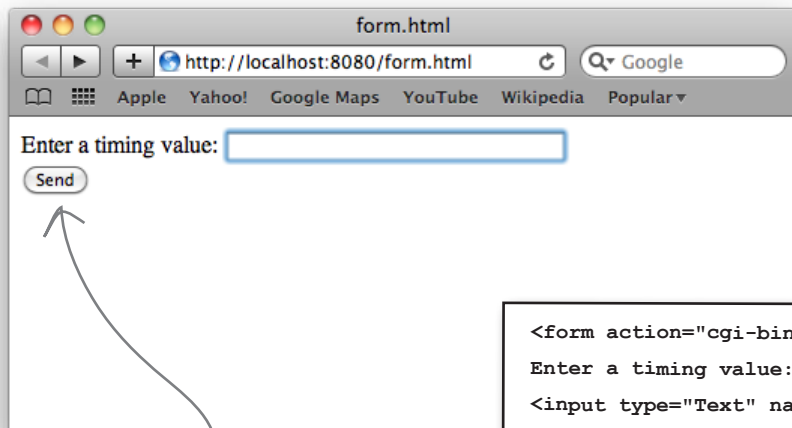 form.html
http://localhost:8080/form.html
Google
Apple Yahoo! Google Maps YouTube Wikipedia Popular
Enter a timing value:
Send
<form action="cgi-bin
Enter a timing value:
<input type="Text" na